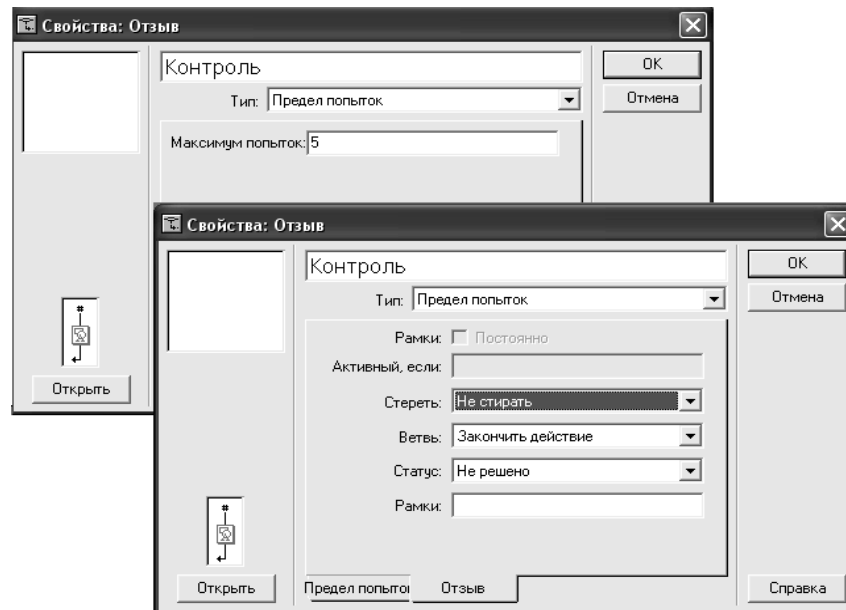 Свойства: Отзыв
Контроль
OK
Тип: Предел попыток
Отмена
Максимум попыток: 5
Открыть
Свойства: Отзыв
Контроль
OK
Тип: Предел попыток
Отмена
Рамки: Постоянно
Активный, если:
Стереть: Не стирать
Ветвь: Закончить действие
Статус: Не решено
Рамки:
#
#
Открыть
Предел попыто
Отзыв
Справка